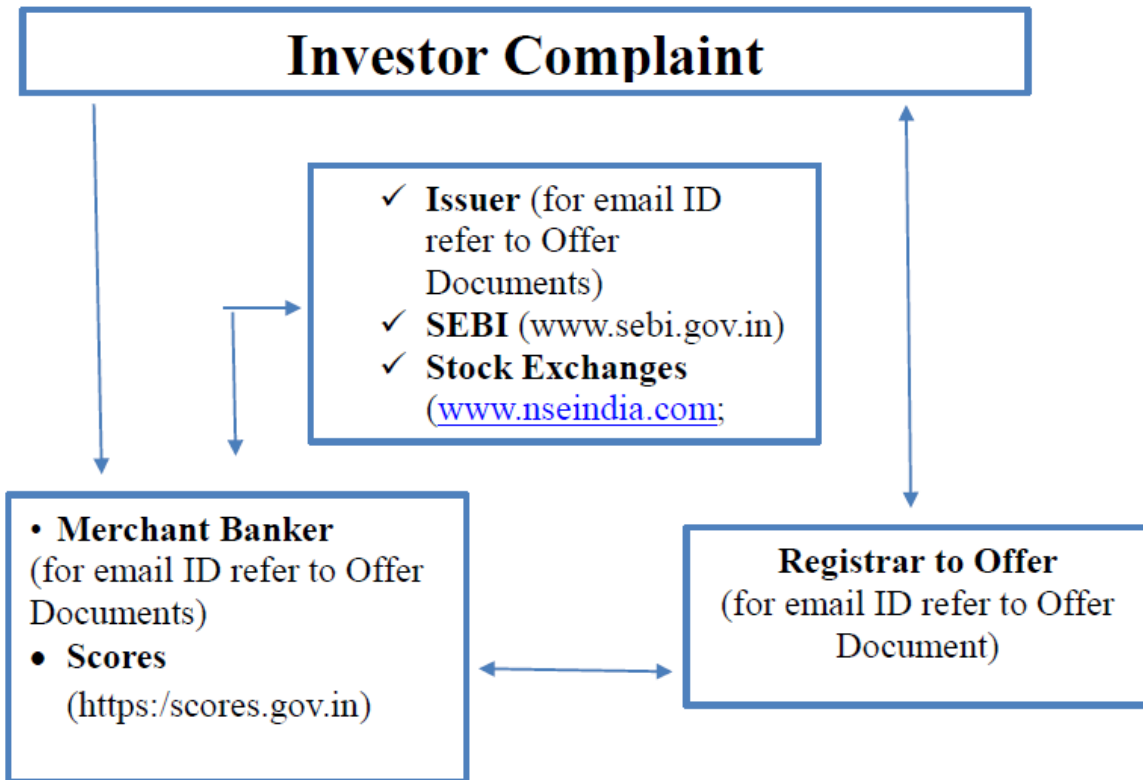 Investor Complaint
✓ Issuer (for email ID
refer to Offer
Documents)
✓ SEBI (www.sebi.gov.in)
✓ Stock Exchanges
(www.nseindia.com;
• Merchant Banker
(for email ID refer to Offer
Documents)
• Scores
(https:/scores.gov.in)
Registrar to Offer
(for email ID refer to Offer
Document)